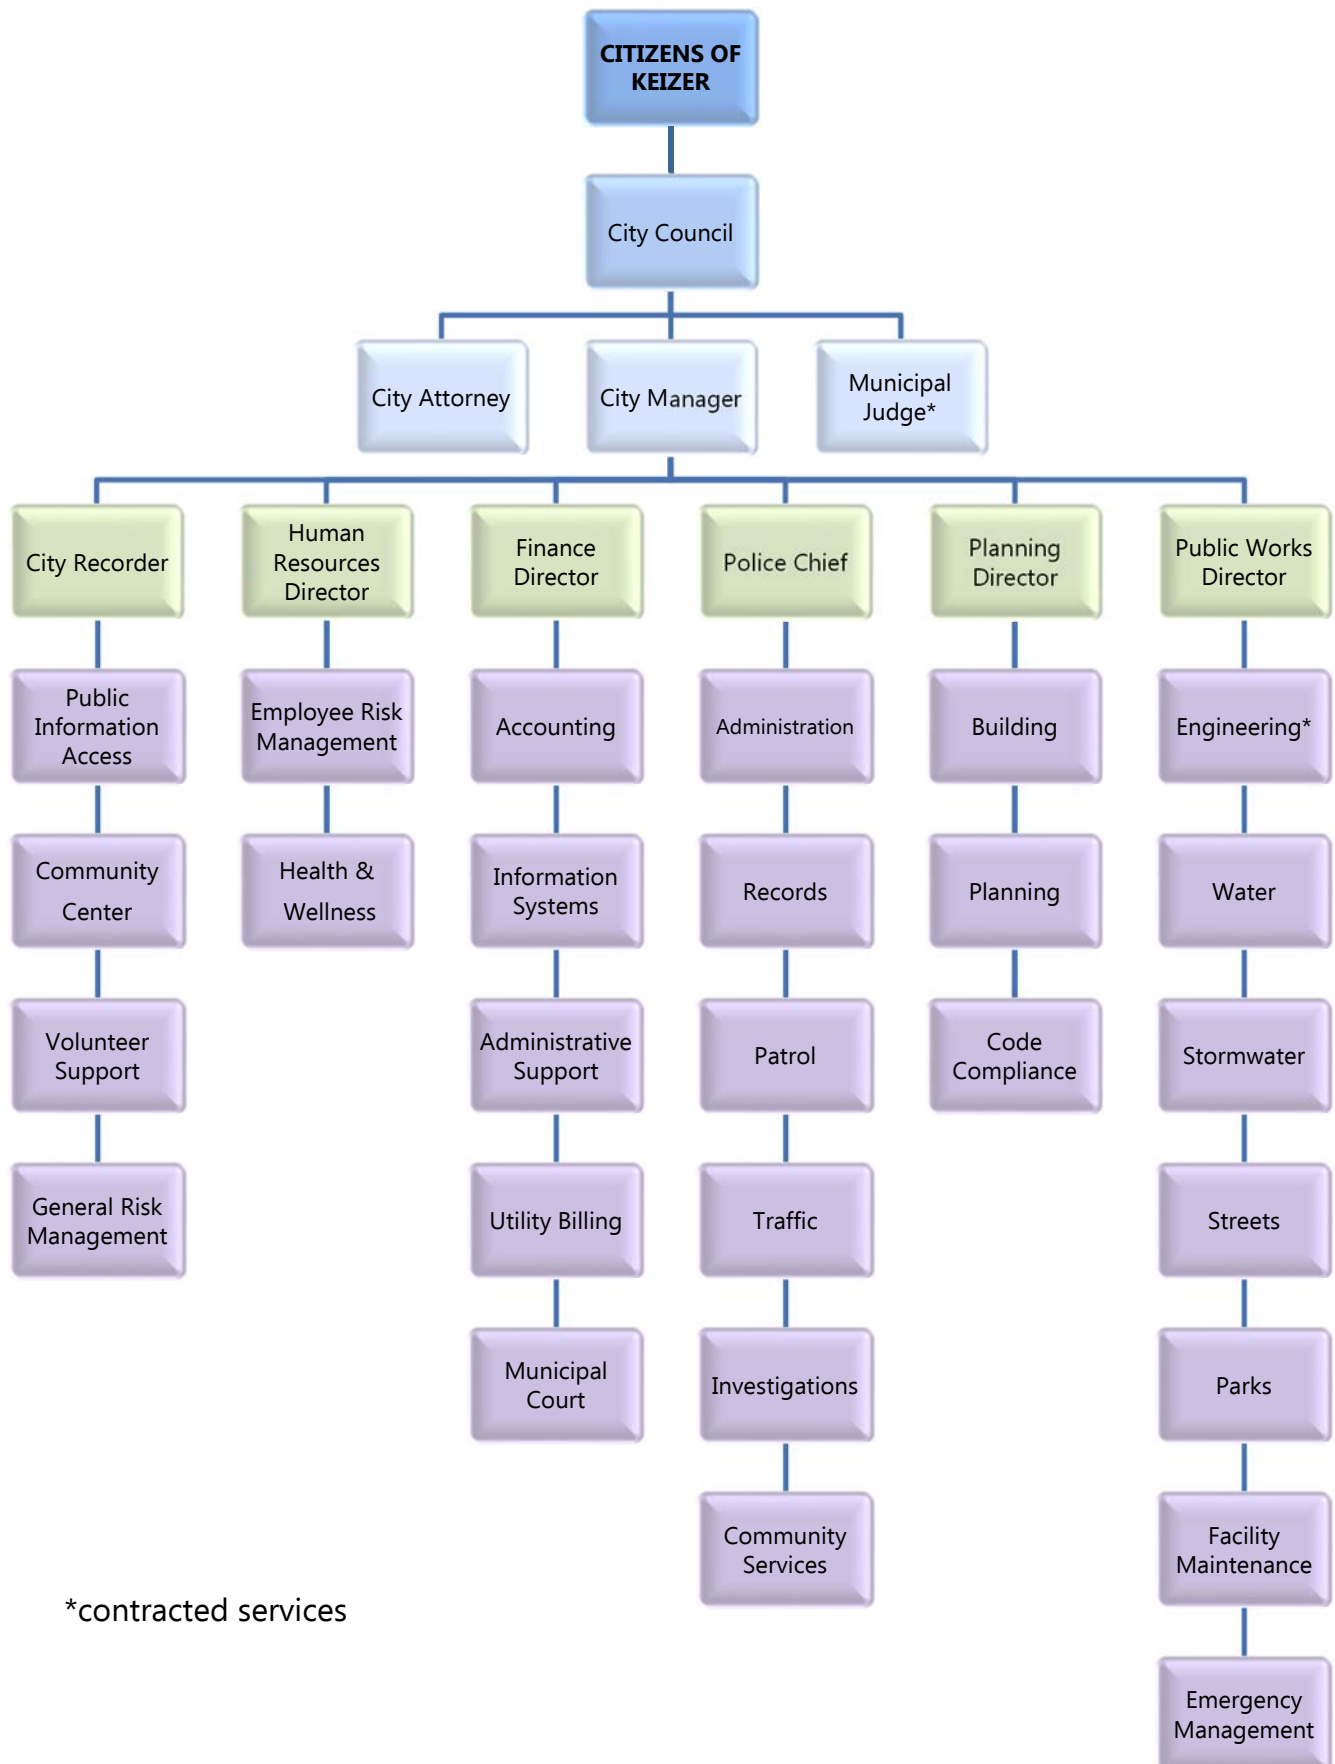 CITIZENS OF
KEIZER
City Council
City Attorney
City Manager
Municipal
Judge*
City Recorder
Human
Resources
Director
Finance
Director
Police Chief
Planning
Director
Public Works
Director
Public
Information
Access
Employee Risk
Management
Accounting
Administration
Building
Engineering*
Community
Center
Health &
Wellness
Information
Systems
Records
Planning
Water
Volunteer
Support
Administrative
Support
Patrol
Code
Compliance
Stormwater
General Risk
Management
Utility Billing
Traffic
Streets
Municipal
Court
Investigations
Parks
Community
Services
Facility
Maintenance
*contracted services
Emergency
Management